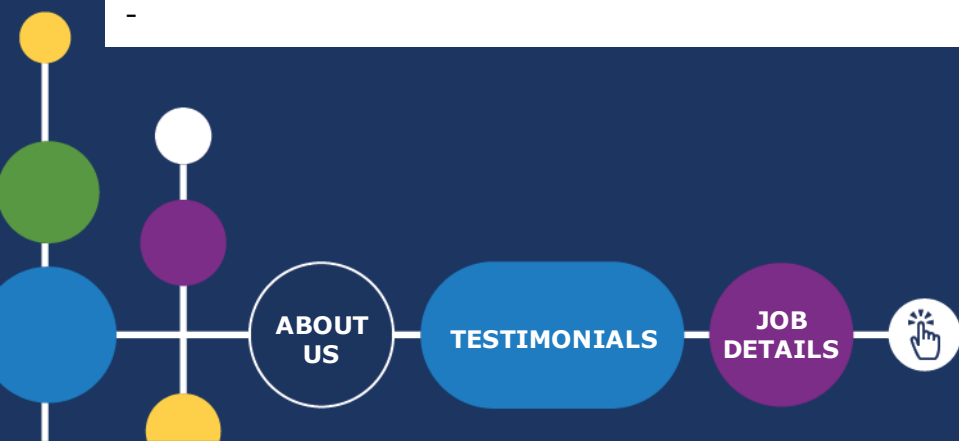 -
ABOUT
US
TESTIMONIALS
JOB
DETAILS